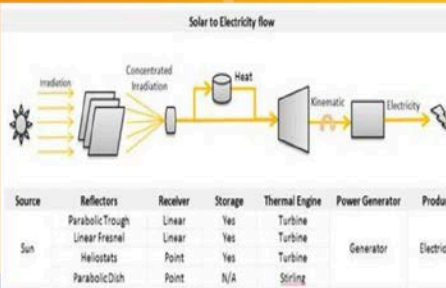 Solar to Electricity flow
Irradiation
Concentrated
Irradiation
Heat
Kinematic
Electricity
Source Reflectors Receiver Storage Thermal Engine Power Generator
Parabolic Trough Linear Yes Turbine
Linear Fresnel Linear Yes Turbine
Sun Generator
Heliostats Point Yes Turbine
Parabolic Dish Point N/A Stirling